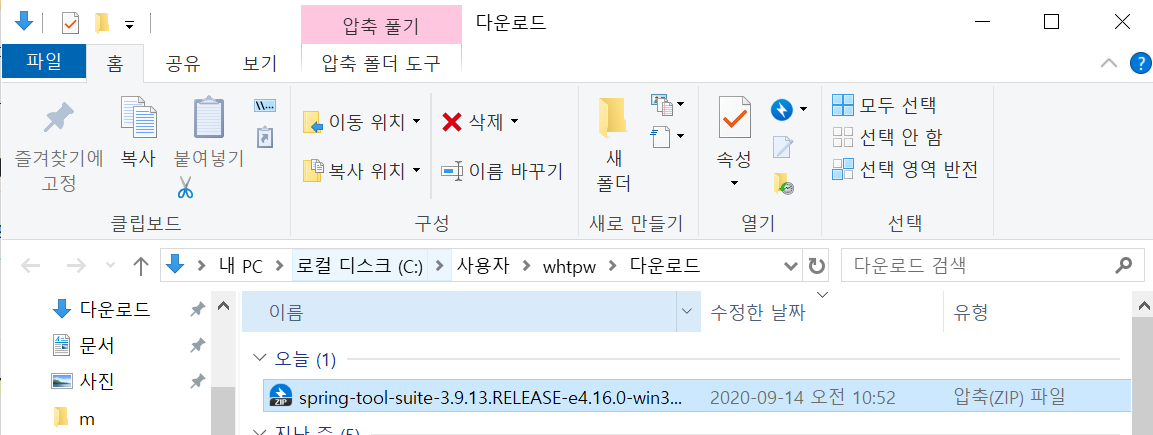 압축 풀기 다운로드
파일 홈 공유 보기 압축 폴더 도구
즐겨찾기에 고정
복사
붙여넣기
클립보드
이동 위치
복사 위치
삭제
이름 바꾸기
구성
새 폴더
새로 만들기
속성
열기
모두 선택
선택 안 함
선택 영역 반전
선택
내 PC 로컬 디스크 (C:) 사용자 whtpw 다운로드 다운로드 검색
다운로드
문서
사진
m
이름 수정한 날짜 유형
오늘 (1)
spring-tool-suite-3.9.13.RELEASE-e4.16.0-win3... 2020-09-14 오전 10:52 압축(ZIP) 파일
지난 주 (5)